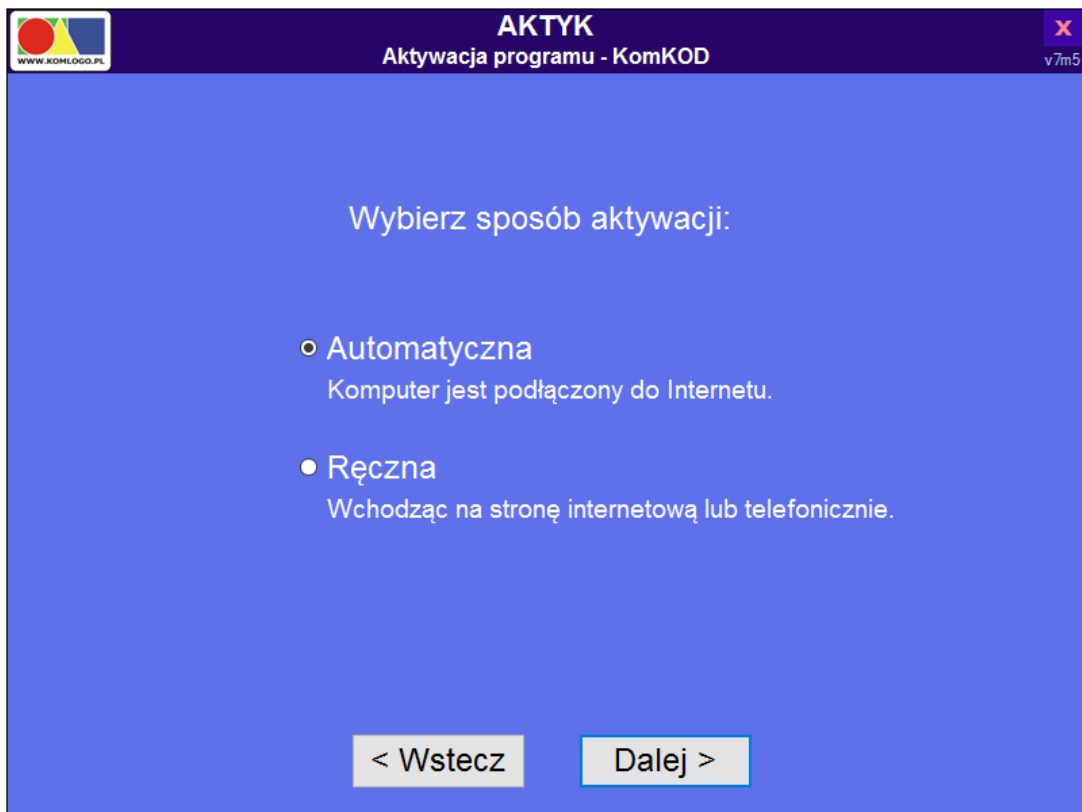 WWW.KOMLOGO.PL
AKTYK
Aktywacja programu - KomKOD
x
v7m5
Wybierz sposób aktywacji:
Automatyczna
Komputer jest podłączony do Internetu.
Ręczna
Wchodząc na stronę internetową lub telefonicznie.
< Wstecz
Dalej >